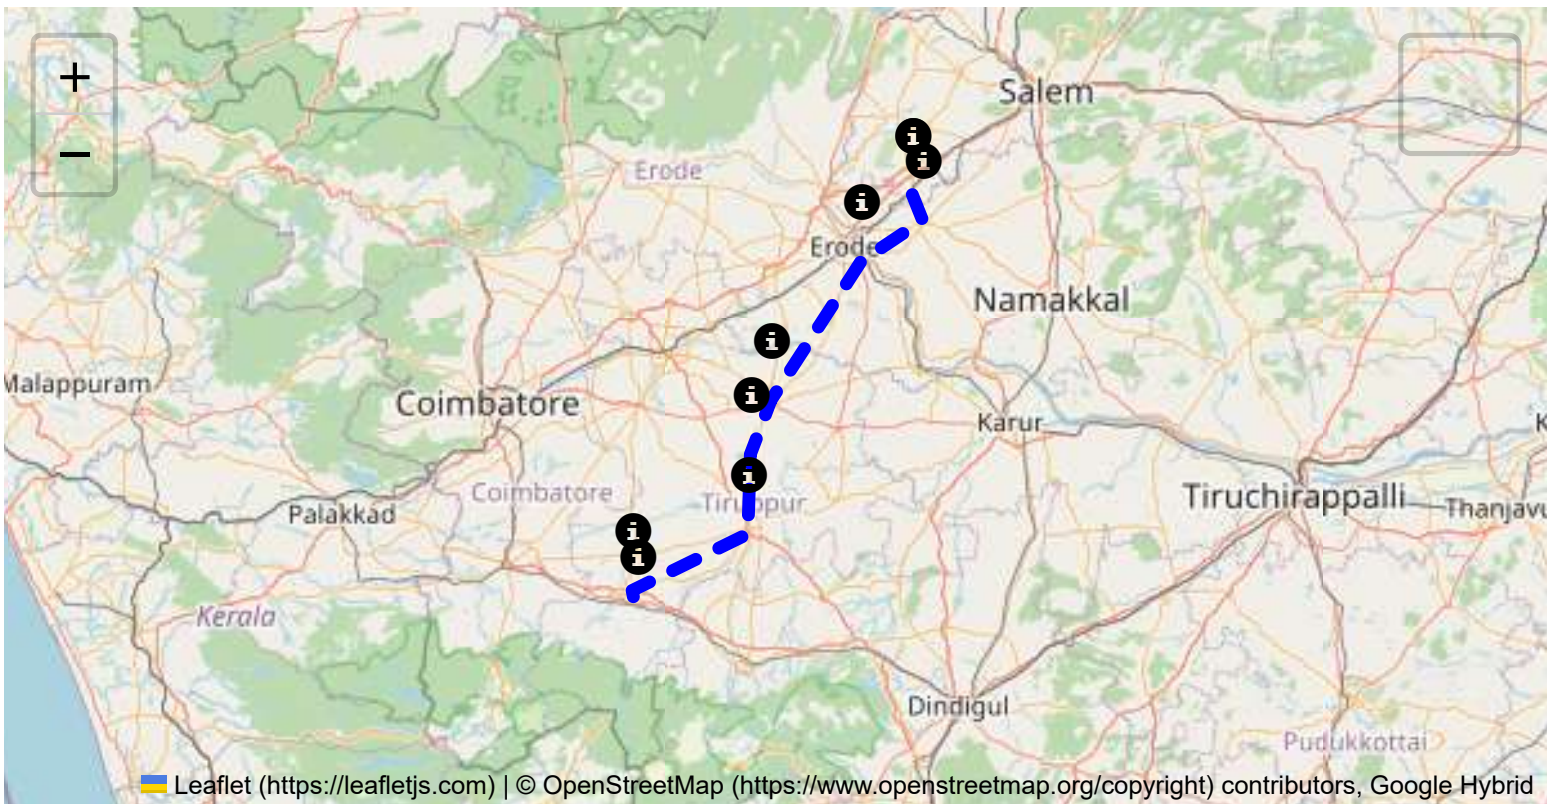 +
−
Salem
Erode
Erode
Namakkal
Malappuram
Coimbatore
Karur
K
Coimbatore
Palakkad
Tiruchirappalli
Thanjavu
Kerala
Dindigul
Pudukkottai
Leaflet (https://leafletjs.com) | © OpenStreetMap (https://www.openstreetmap.org/copyright) contributors, Google Hybrid
i
i
i
i
i
i
i
i